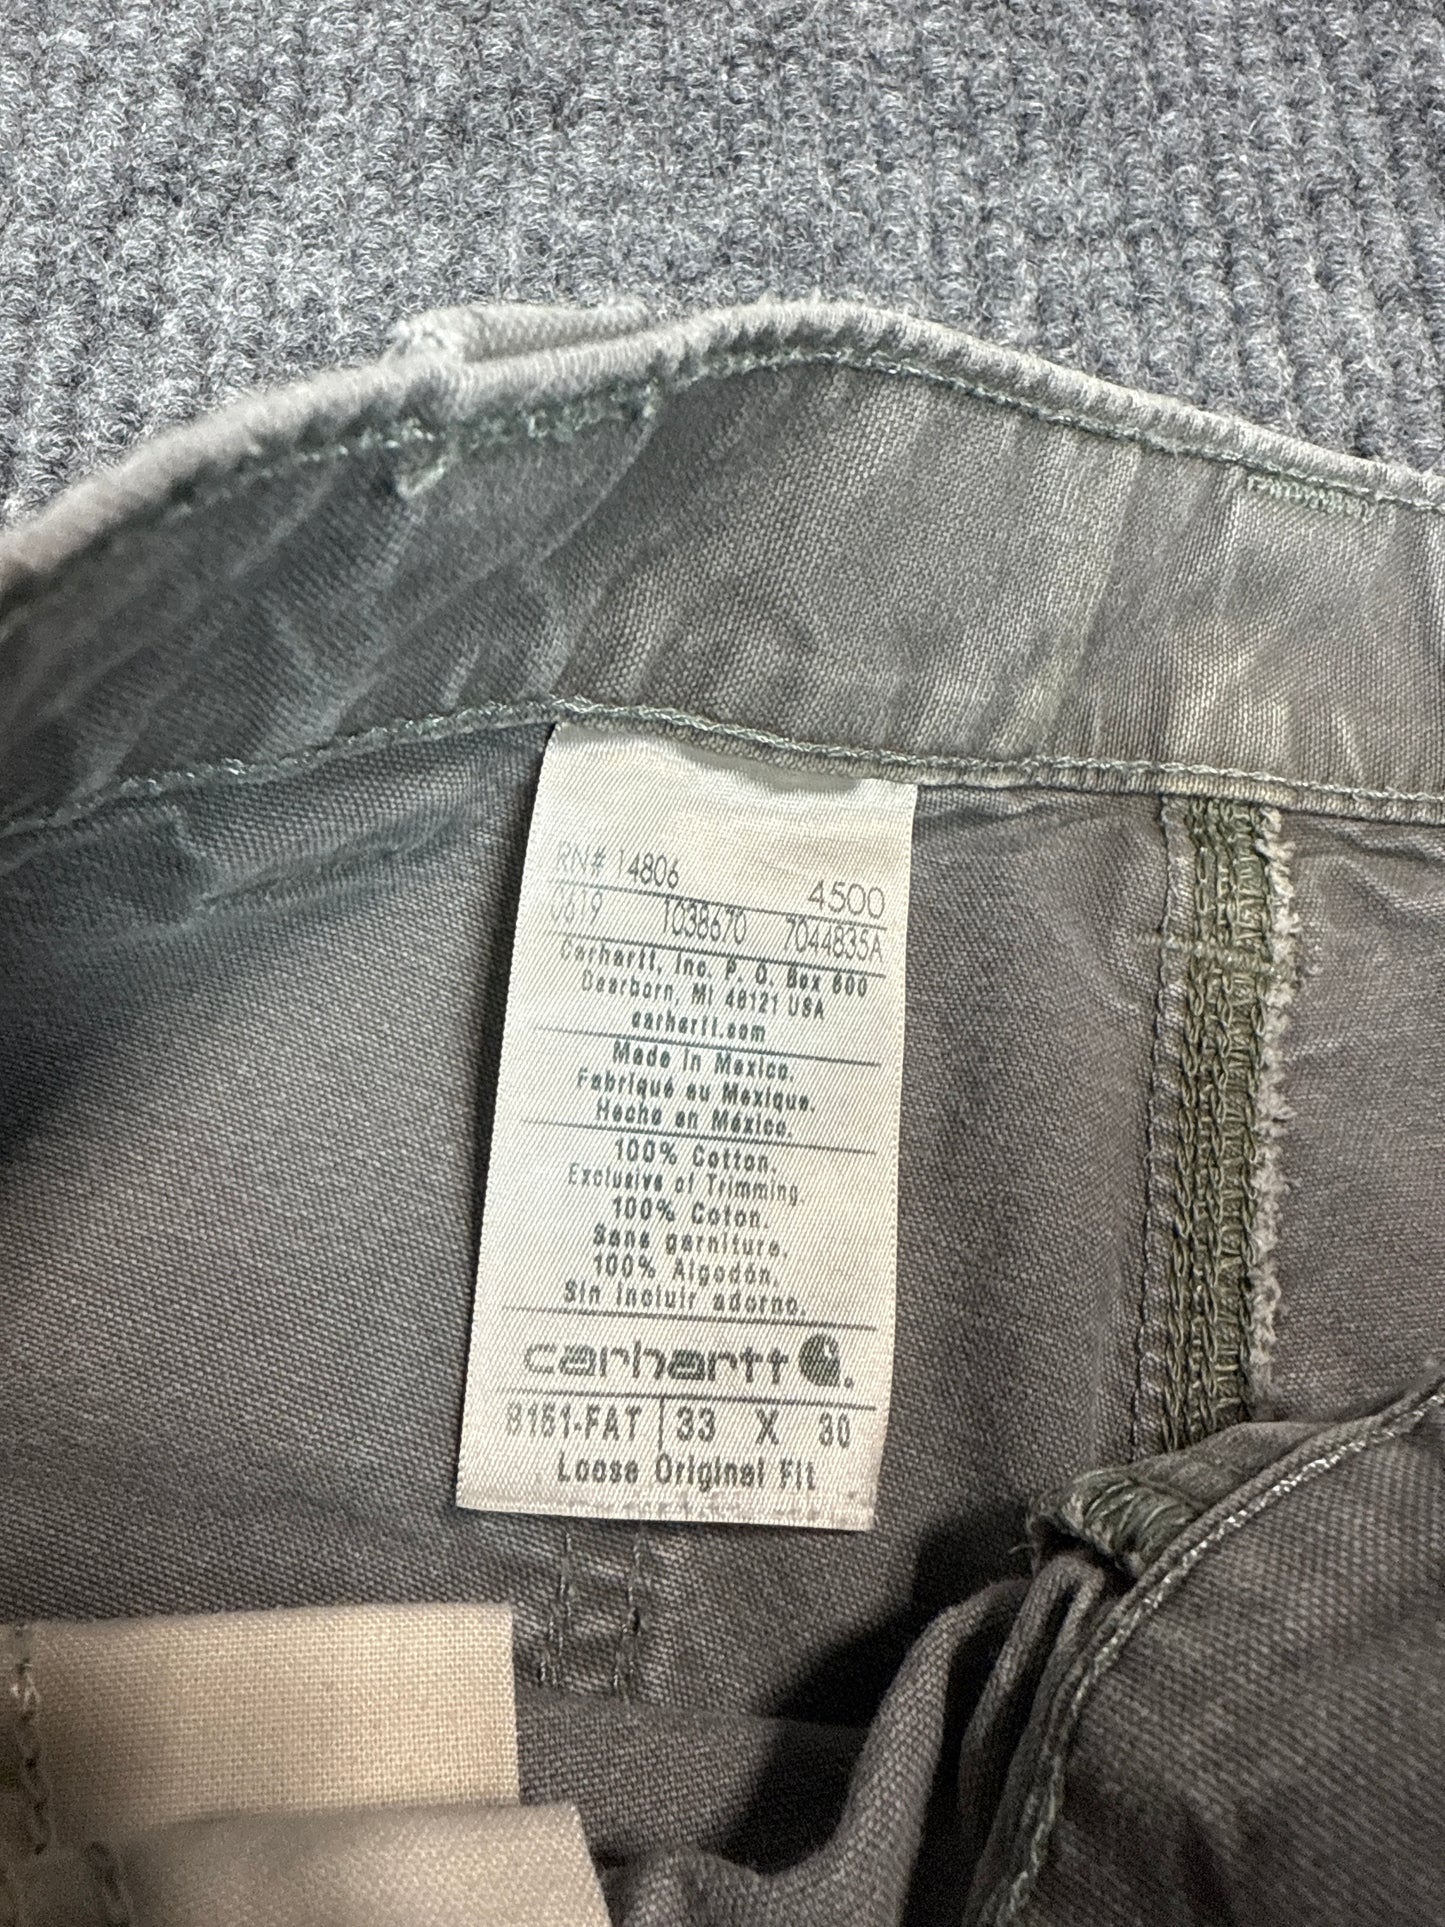 RN# 14806 4500
0619 1038670 7044835A
Carhartt, Inc. P. O. Box 600
Dearborn, MI 48121 USA
carhartt.com
Made in Mexico.
Fabriqué au Mexique.
Hecho en México.
100% Cotton.
Exclusive of Trimming.
100% Coton.
Sans garniture.
100% Algodón.
Sin incluir adorno.
carhartt
B151-FAT 33 X 30
Loose Original Fit